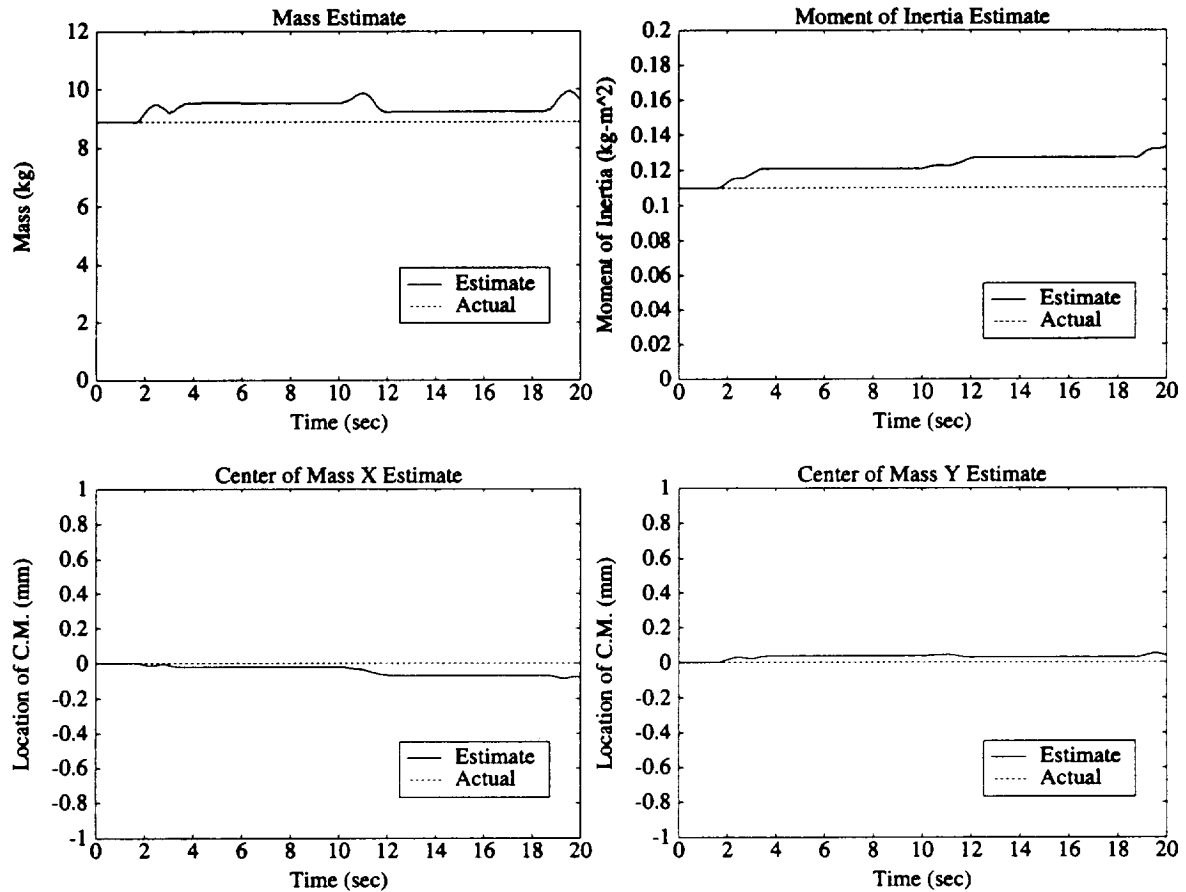 Mass Estimate
12
10
8
6
4
2
0
Mass (kg)
Estimate
Actual
0 2 4 6 8 10 12 14 16 18 20
Time (sec)
Moment of Inertia Estimate
0.2
0.18
0.16
0.14
0.12
0.1
0.08
0.06
0.04
0.02
0
Moment of Inertia (kg-m^2)
Estimate
Actual
0 2 4 6 8 10 12 14 16 18 20
Time (sec)
Center of Mass X Estimate
1
0.8
0.6
0.4
0.2
0
-0.2
-0.4
-0.6
-0.8
-1
Location of C.M. (mm)
Estimate
Actual
0 2 4 6 8 10 12 14 16 18 20
Time (sec)
Center of Mass Y Estimate
1
0.8
0.6
0.4
0.2
0
-0.2
-0.4
-0.6
-0.8
-1
Location of C.M. (mm)
Estimate
Actual
0 2 4 6 8 10 12 14 16 18 20
Time (sec)